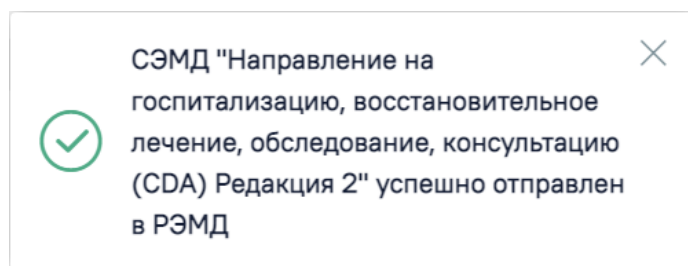 СЭМД "Направление на
госпитализацию, восстановительное
лечение, обследование, консультацию
(CDA) Редакция 2" успешно отправлен
в РЭМД